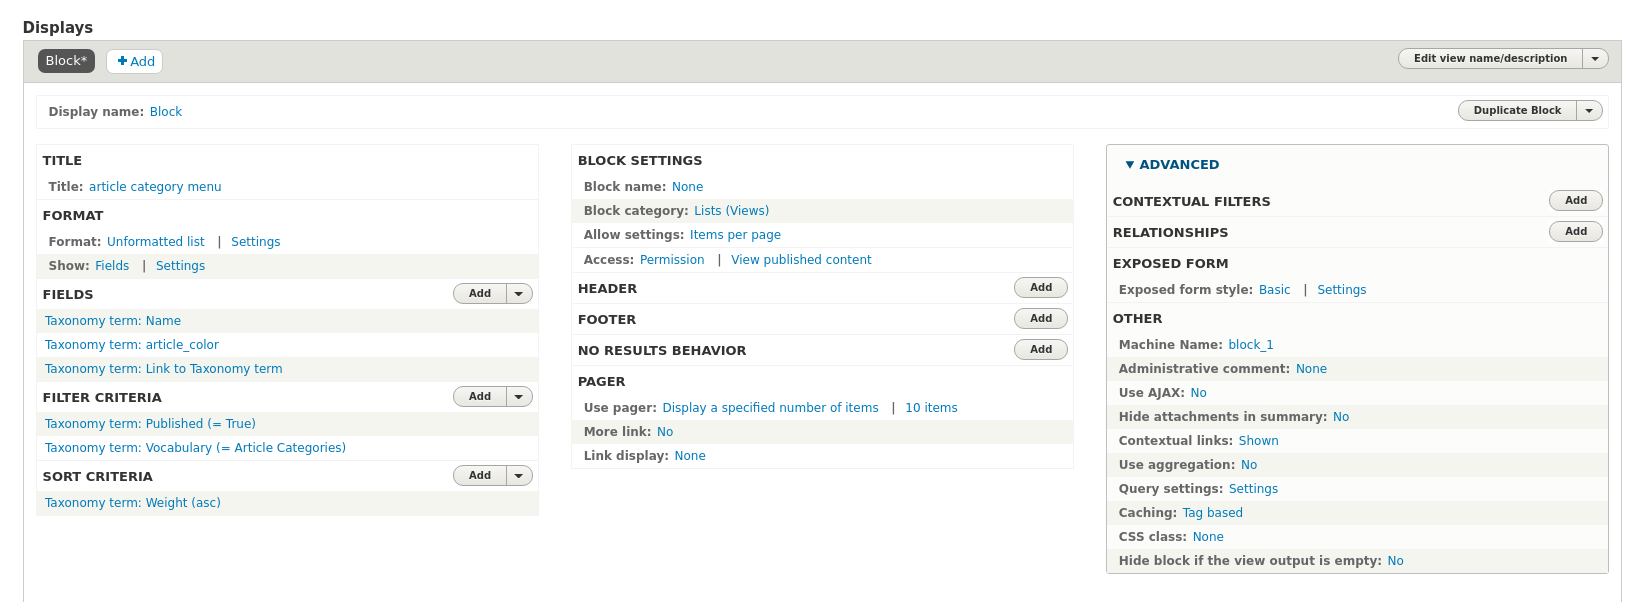 Displays
Block*
Add
Edit view name/description
Display name: Block
Duplicate Block
TITLE
Title: article category menu
FORMAT
Format: Unformatted list | Settings
Show: Fields | Settings
FIELDS
Add
Taxonomy term: Name
Taxonomy term: article_color
Taxonomy term: Link to Taxonomy term
FILTER CRITERIA
Add
Taxonomy term: Published (= True)
Taxonomy term: Vocabulary (= Article Categories)
SORT CRITERIA
Add
Taxonomy term: Weight (asc)
BLOCK SETTINGS
Block name: None
Block category: Lists (Views)
Allow settings: Items per page
Access: Permission | View published content
HEADER
Add
FOOTER
Add
NO RESULTS BEHAVIOR
Add
PAGER
Use pager: Display a specified number of items | 10 items
More link: No
Link display: None
ADVANCED
CONTEXTUAL FILTERS
Add
RELATIONSHIPS
Add
EXPOSED FORM
Exposed form style: Basic | Settings
OTHER
Machine Name: block_1
Administrative comment: None
Use AJAX: No
Hide attachments in summary: No
Contextual links: Shown
Use aggregation: No
Query settings: Settings
Caching: Tag based
CSS class: None
Hide block if the view output is empty: No